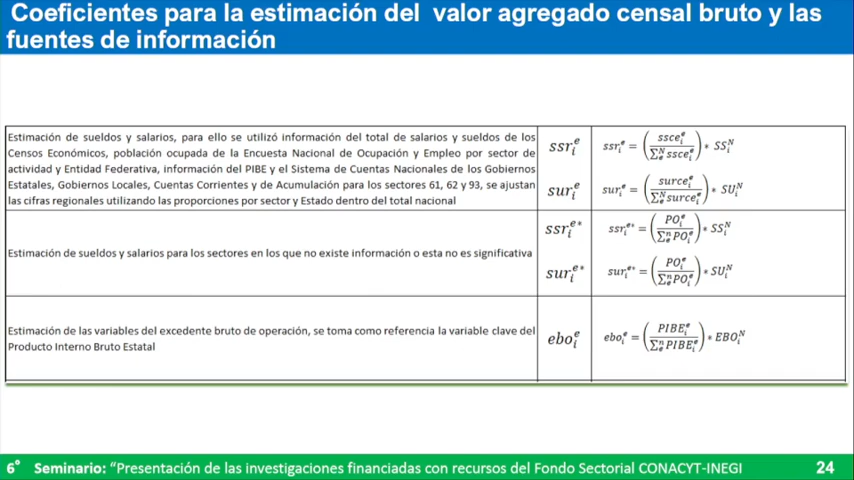 Coeficientes para la estimación del valor agregado censal bruto y las
fuentes de información
Estimación de sueldos y salarios, para ello se utilizó información del total de salarios y sueldos de los
Censos Económicos, población ocupada de la Encuesta Nacional de Ocupación y Empleo por sector de
actividad y Entidad Federativa, información del PIBE y el Sistema de Cuentas Nacionales de los Gobiernos
Estatales, Gobiernos Locales, Cuentas Corrientes y de Acumulación para los sectores 61, 62 y 93, se ajustan
las cifras regionales utilizando las proporciones por sector y Estado dentro del total nacional
ssr_i^e
ssr_i^e = (ssce_i^e / ∑_e^N ssce_i^e) * SS_i^N
sur_i^e
sur_i^e = (surce_i^e / ∑_e^N surce_i^e) * SU_i^N
Estimación de sueldos y salarios para los sectores en los que no existe información o esta no es significativa
ssr_i^e*
ssr_i^e* = (PO_i^e / ∑_e^n PO_i^e) * SS_i^N
sur_i^e*
sur_i^e* = (PO_i^e / ∑_e^n PO_i^e) * SU_i^N
Estimación de las variables del excedente bruto de operación, se toma como referencia la variable clave del
Producto Interno Bruto Estatal
ebo_i^e
ebo_i^e = (PIBE_i^e / ∑_e^n PIBE_i^e) * EBO_i^N
6° Seminario: “Presentación de las investigaciones financiadas con recursos del Fondo Sectorial CONACYT-INEGI
24